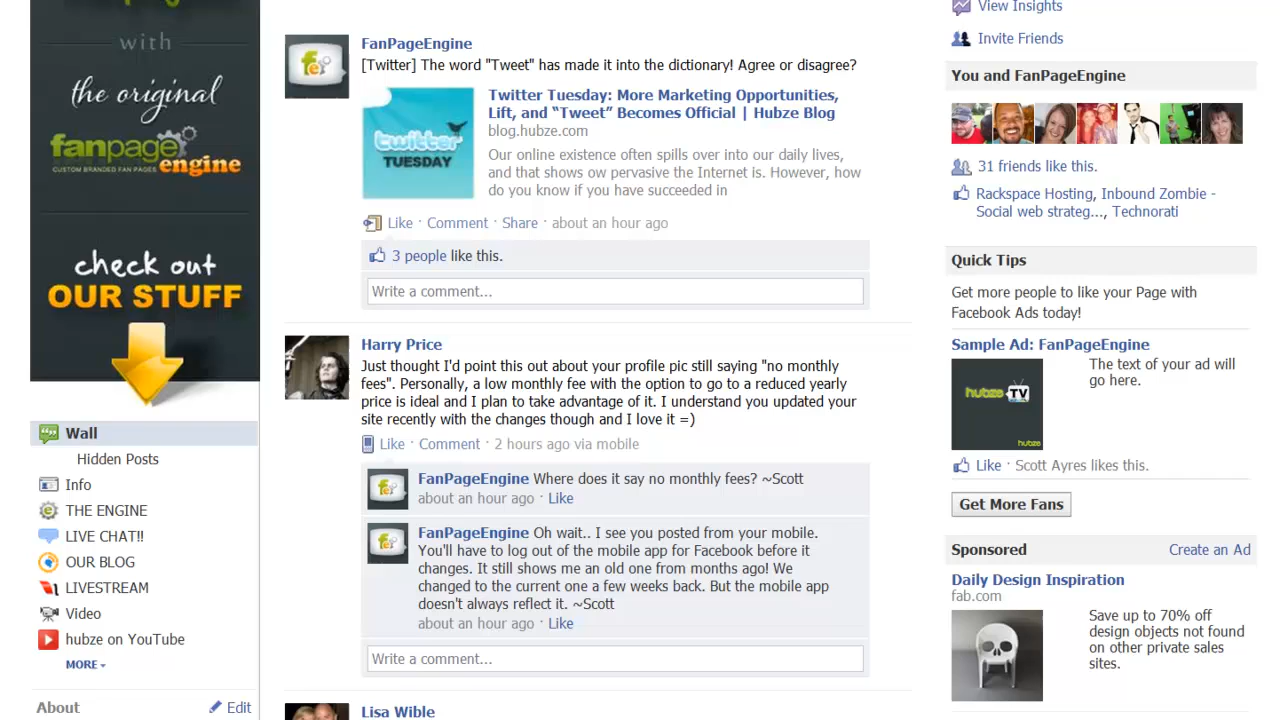 with
the original
fanpage
engine
CUSTOM BRANDED FAN PAGES
check out
OUR STUFF
Wall
Hidden Posts
Info
THE ENGINE
LIVE CHAT!!
OUR BLOG
LIVESTREAM
Video
hubze on YouTube
MORE
About
Edit
FanPageEngine
[Twitter] The word "Tweet" has made it into the dictionary! Agree or disagree?
twitter
TUESDAY
Twitter Tuesday: More Marketing Opportunities,
Lift, and “Tweet” Becomes Official | Hubze Blog
blog.hubze.com
Our online existence often spills over into our daily lives,
and that shows ow pervasive the Internet is. However, how
do you know if you have succeeded in
Like · Comment · Share · about an hour ago
3 people like this.
Write a comment...
Harry Price
Just thought I'd point this out about your profile pic still saying "no monthly
fees". Personally, a low monthly fee with the option to go to a reduced yearly
price is ideal and I plan to take advantage of it. I understand you updated your
site recently with the changes though and I love it =)
Like · Comment · 2 hours ago via mobile
FanPageEngine Where does it say no monthly fees? ~Scott
about an hour ago · Like
FanPageEngine Oh wait.. I see you posted from your mobile.
You'll have to log out of the mobile app for Facebook before it
changes. It still shows me an old one from months ago! We
changed to the current one a few weeks back. But the mobile app
doesn't always reflect it. ~Scott
about an hour ago · Like
Write a comment...
Lisa Wible
View Insights
Invite Friends
You and FanPageEngine
31 friends like this.
Rackspace Hosting, Inbound Zombie -
Social web strateg..., Technorati
Quick Tips
Get more people to like your Page with
Facebook Ads today!
Sample Ad: FanPageEngine
hubze TV
hubze
The text of your ad will
go here.
Like · Scott Ayres likes this.
Get More Fans
Sponsored
Create an Ad
Daily Design Inspiration
fab.com
Save up to 70% off
design objects not found
on other private sales
sites.